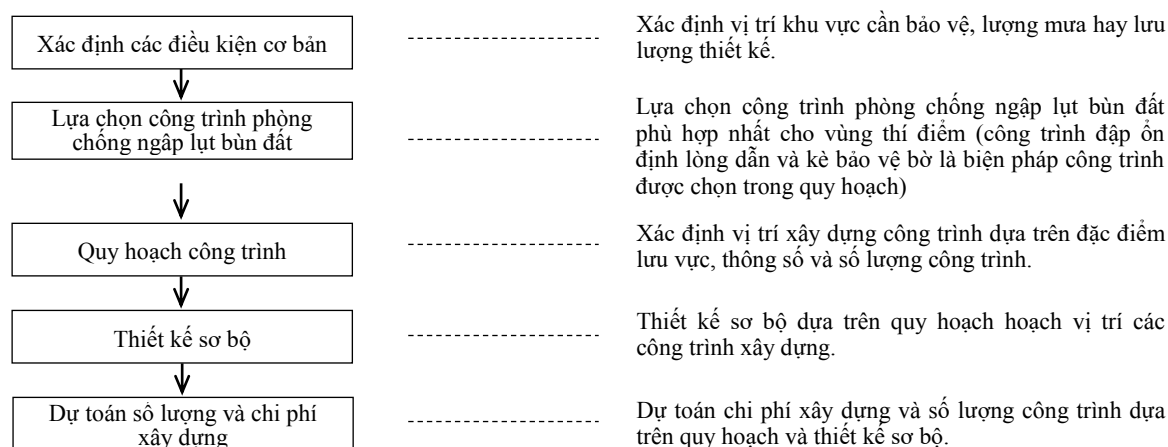 Xác định các điều kiện cơ bản
Xác định vị trí khu vực cần bảo vệ, lượng mưa hay lưu
lượng thiết kế.
Lựa chọn công trình phòng
chống ngập lụt bùn đất
Lựa chọn công trình phòng chống ngập lụt bùn đất
phù hợp nhất cho vùng thí điểm (công trình đập ổn
định lòng dẫn và kè bảo vệ bờ là biện pháp công trình
được chọn trong quy hoạch)
Quy hoạch công trình
Xác định vị trí xây dựng công trình dựa trên đặc điểm
lưu vực, thông số và số lượng công trình.
Thiết kế sơ bộ
Thiết kế sơ bộ dựa trên quy hoạch hoạch vị trí các
công trình xây dựng.
Dự toán số lượng và chi phí
xây dựng
Dự toán chi phí xây dựng và số lượng công trình dựa
trên quy hoạch và thiết kế sơ bộ.